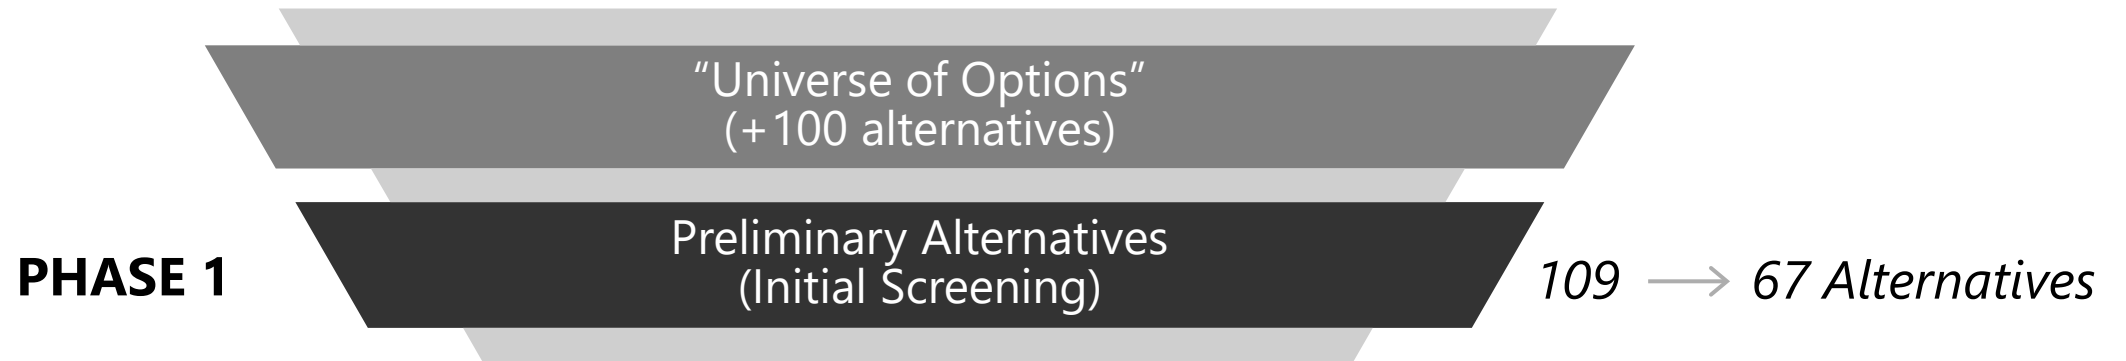 “Universe of Options”
(+100 alternatives)
Preliminary Alternatives
(Initial Screening)
PHASE 1
109 → 67 Alternatives